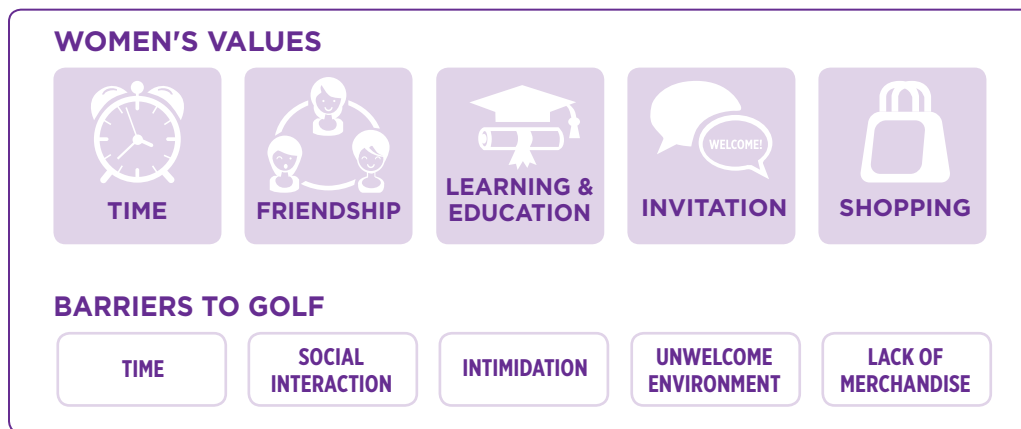 WOMEN'S VALUES
TIME
FRIENDSHIP
LEARNING &
EDUCATION
WELCOME!
INVITATION
SHOPPING
BARRIERS TO GOLF
TIME
SOCIAL
INTERACTION
INTIMIDATION
UNWELCOME
ENVIRONMENT
LACK OF
MERCHANDISE